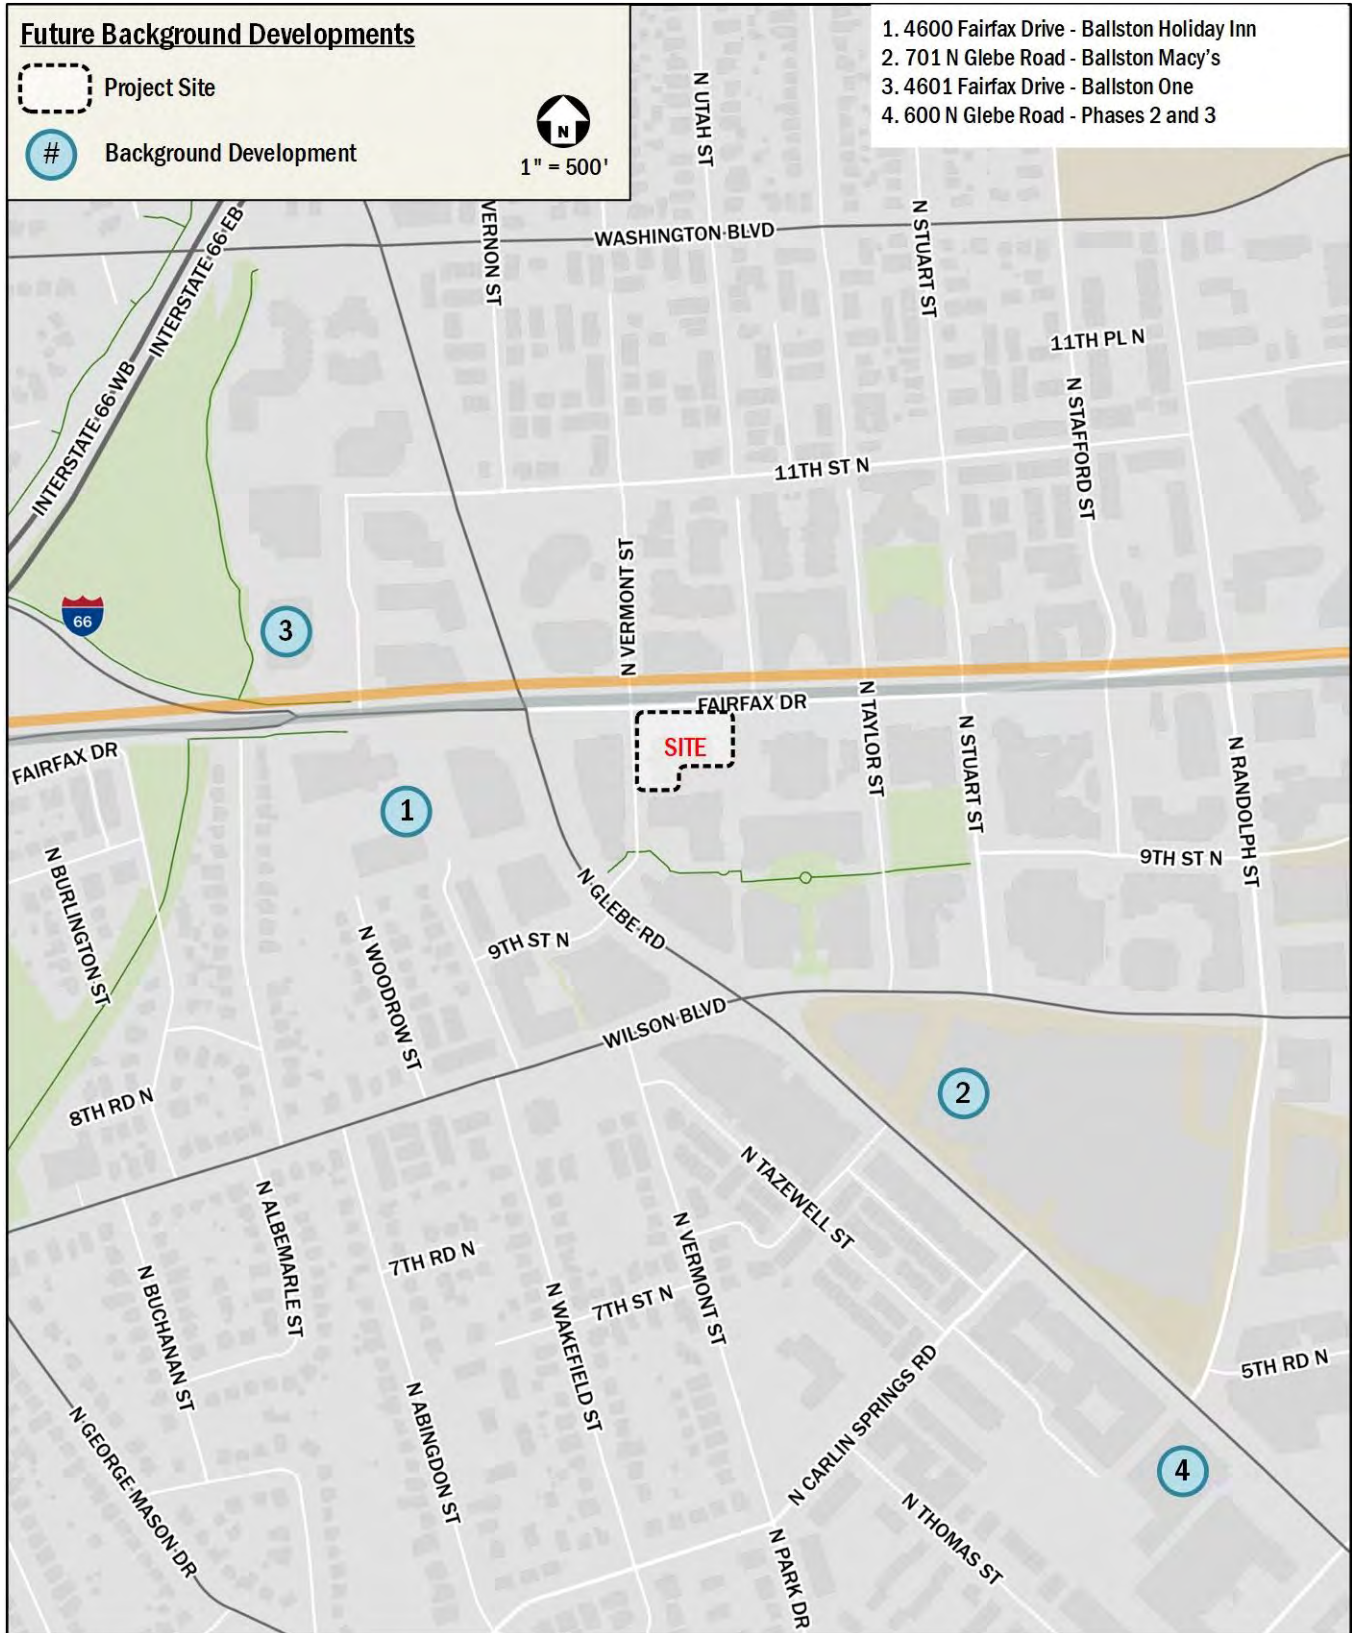 Future Background Developments
Project Site
# Background Development
N
1" = 500'
1. 4600 Fairfax Drive - Ballston Holiday Inn
2. 701 N Glebe Road - Ballston Macy's
3. 4601 Fairfax Drive - Ballston One
4. 600 N Glebe Road - Phases 2 and 3
N UTAH ST
VERNON ST
WASHINGTON BLVD
N STUART ST
INTERSTATE 66 EB
INTERSTATE 66 WB
11TH PL N
N STAFFORD ST
11TH ST N
N VERMONT ST
66
3
FAIRFAX DR
SITE
N TAYLOR ST
N STUART ST
N RANDOLPH ST
FAIRFAX DR
1
9TH ST N
N BURLINGTON ST
N GLEBE RD
9TH ST N
N WOODROW ST
WILSON BLVD
2
8TH RD N
N TAZEWELL ST
N ALBEMARLE ST
N VERMONT ST
7TH RD N
N BUCHANAN ST
7TH ST N
N WAKEFIELD ST
5TH RD N
N CARLIN SPRINGS RD
N ABINGDON ST
N GEORGE MASON DR
4
N THOMAS ST
N PARK DR